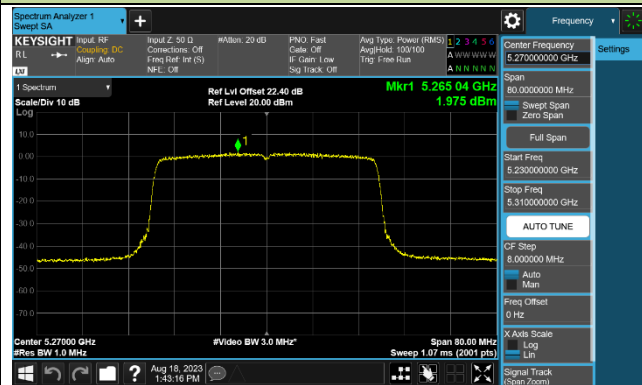 Spectrum Analyzer 1
Swept SA
+
Frequency
KEYSIGHT
RL
LXI
Input: RF
Coupling: DC
Align: Auto
Input Z: 50 Ω
Corrections: Off
Freq Ref: Int (S)
NFE: Off
#Atten: 20 dB
PNO: Fast
Gate: Off
IF Gain: Low
Sig Track: Off
Avg Type: Power (RMS)
Avg|Hold: 100/100
Trig: Free Run
1 2 3 4 5 6
A W W W W W
A N N N N N
1 Spectrum
Scale/Div 10 dB
Log
Ref Lvl Offset 22.40 dB
Ref Level 20.00 dBm
Mkr1 5.265 04 GHz
1.975 dBm
1
10.0
0.00
-10.0
-20.0
-30.0
-40.0
-50.0
-60.0
-70.0
Center 5.27000 GHz
#Res BW 1.0 MHz
#Video BW 3.0 MHz*
Span 80.00 MHz
Sweep 1.07 ms (2001 pts)
?
Aug 18, 2023
1:43:16 PM
Center Frequency
5.270000000 GHz
Span
80.0000000 MHz
Swept Span
Zero Span
Full Span
Start Freq
5.230000000 GHz
Stop Freq
5.310000000 GHz
AUTO TUNE
CF Step
8.000000 MHz
Auto
Man
Freq Offset
0 Hz
X Axis Scale
Log
Lin
Signal Track
(Span Zoom)
Settings